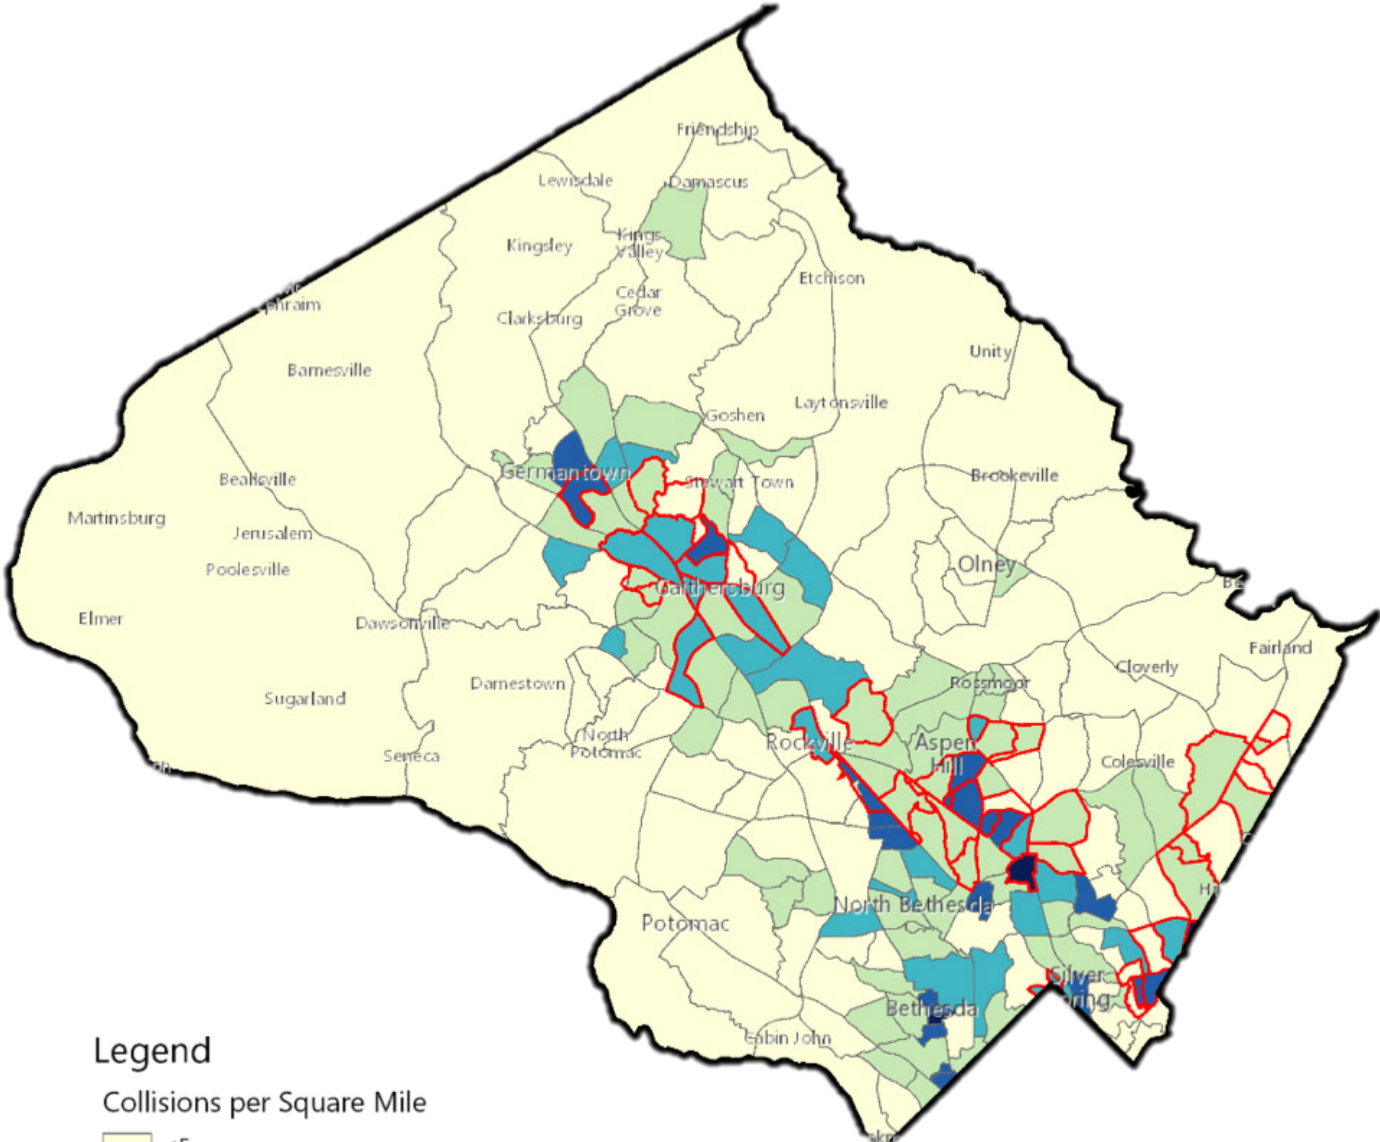 Friendship
Lewisdale
Damascus
Kingsley
Kings
Valley
Etchison
Cedar
Grove
Clarksburg
Unity
Barnesville
Laytonsville
Goshen
Germantown
Stewart Town
Brookeville
Beallsville
Martinsburg
Jerusalem
Poolesville
Olney
Gaithersburg
Elmer
Dawsonville
Fairland
Cloverly
Darnestown
Rossmoor
Sugarland
North
Potomac
Rockville
Aspen
Hill
Seneca
Colesville
North Bethesda
Potomac
Silver
Bethesda
Cabin John
Legend
Collisions per Square Mile